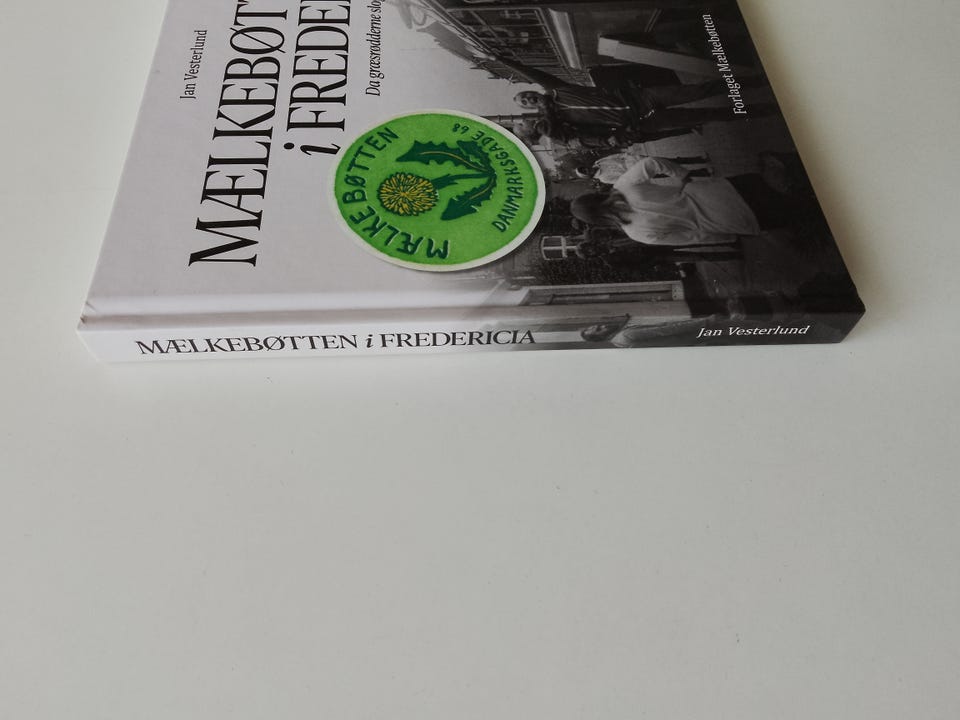 Jan Vesterlund
MÆLKEBØTT
i FREDE
Da græsrødderne slo
MÆLKEBØTTEN
DANMARKSGADE 68
Forlaget Mælkebøtten
MÆLKEBØTTEN i FREDERICIA
Jan Vesterlund